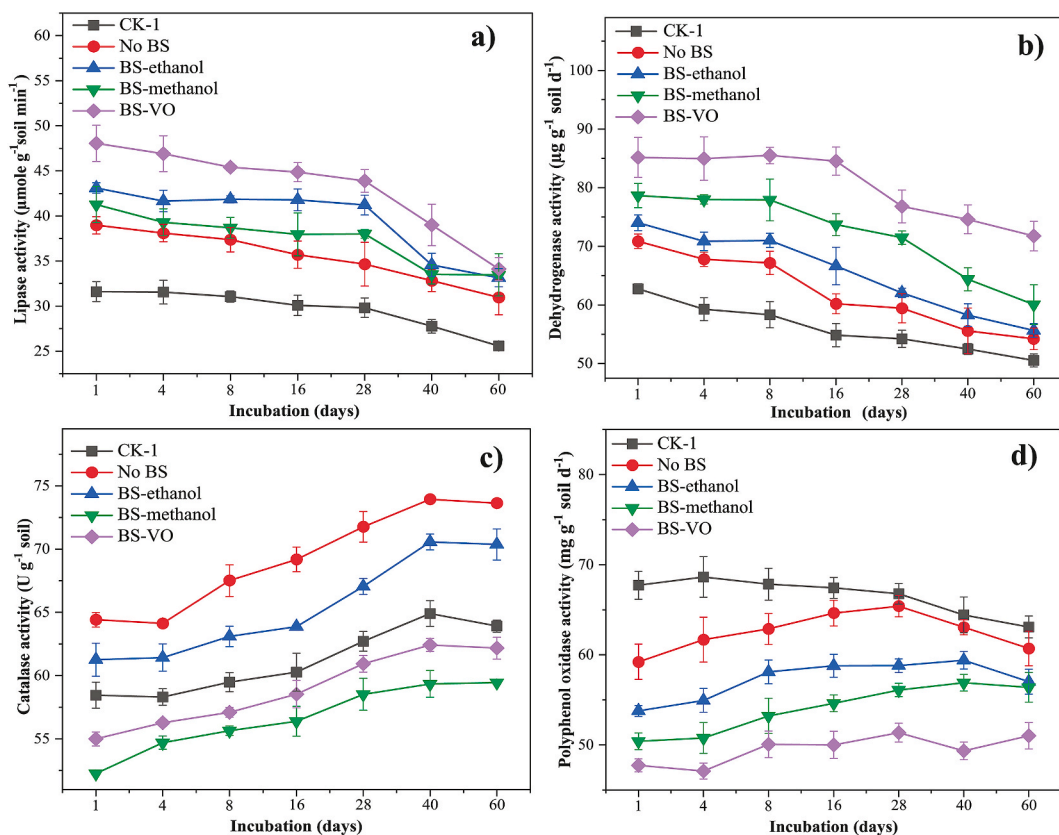 a)
CK-1
No BS
BS-ethanol
BS-methanol
BS-VO
60
55
50
45
40
35
30
25
Lipase activity (μmole g⁻¹soil min⁻¹)
1 4 8 16 28 40 60
Incubation (days)
b)
CK-1
No BS
BS-ethanol
BS-methanol
BS-VO
100
90
80
70
60
50
Dehydrogenase activity (μg g⁻¹ soil d⁻¹)
1 4 8 16 28 40 60
Incubation (days)
c)
CK-1
No BS
BS-ethanol
BS-methanol
BS-VO
75
70
65
60
55
Catalase activity (U g⁻¹ soil)
1 4 8 16 28 40 60
Incubation (days)
d)
CK-1
No BS
BS-ethanol
BS-methanol
BS-VO
80
70
60
50
Polyphenol oxidase activity (mg g⁻¹ soil d⁻¹)
1 4 8 16 28 40 60
Incubation (days)